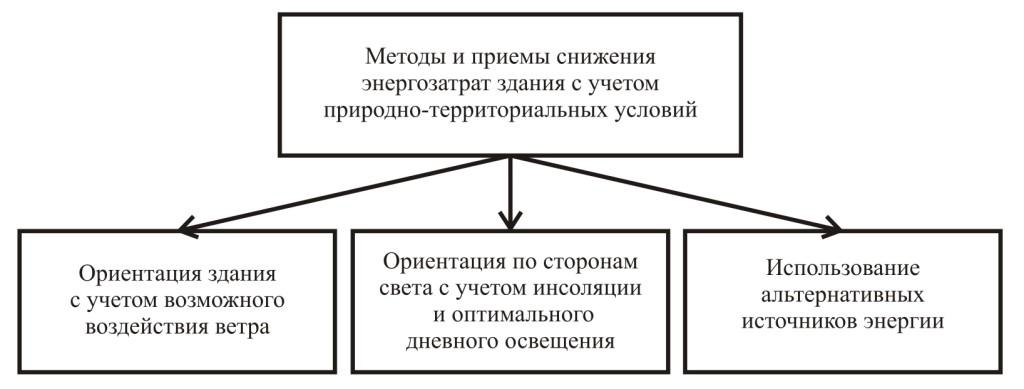 Методы и приемы снижения
энергозатрат здания с учетом
природно-территориальных условий
Ориентация здания
с учетом возможного
воздействия ветра
Ориентация по сторонам
света с учетом инсоляции
и оптимального
дневного освещения
Использование
альтернативных
источников энергии